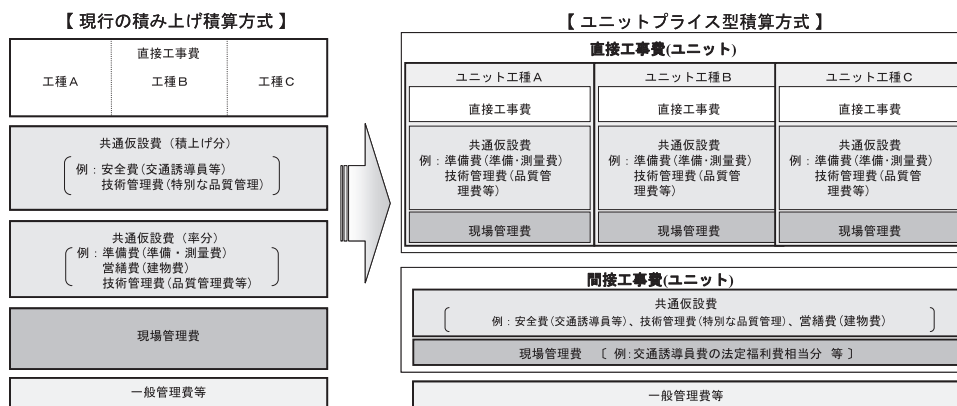 【 現行の積み上げ積算方式 】
直接工事費
工種A
工種B
工種C
共通仮設費（積上げ分）
例：安全費(交通誘導員等)
技術管理費(特別な品質管理)
共通仮設費（率分）
例：準備費(準備・測量費)
営繕費(建物費)
技術管理費(品質管理費等)
現場管理費
一般管理費等
【 ユニットプライス型積算方式 】
直接工事費(ユニット)
ユニット工種A
直接工事費
共通仮設費
例：準備費(準備・測量費)
技術管理費(品質管
理費等)
現場管理費
ユニット工種B
直接工事費
共通仮設費
例：準備費(準備・測量費)
技術管理費(品質管
理費等)
現場管理費
ユニット工種C
直接工事費
共通仮設費
例：準備費(準備・測量費)
技術管理費(品質管
理費等)
現場管理費
間接工事費(ユニット)
共通仮設費
例：安全費(交通誘導員等)、技術管理費(特別な品質管理)、営繕費(建物費)
現場管理費 〔 例:交通誘導員費の法定福利費相当分 等 〕
一般管理費等